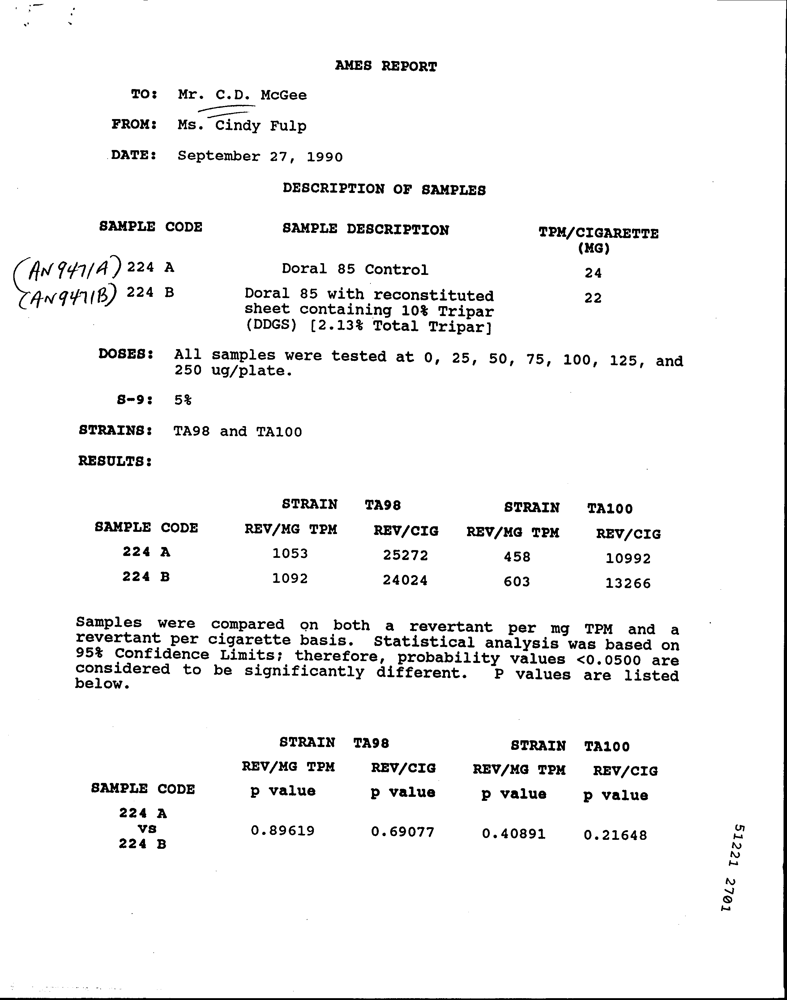 AMES REPORT
TO: Mr. C.D. McGee
FROM: Ms. Cindy Fulp
DATE: September 27, 1990
DESCRIPTION OF SAMPLES
SAMPLE CODE SAMPLE DESCRIPTION TPM/CIGARETTE
(MG)
(AN971A) 224 A Doral 85 Control 24
(AN971B) 224 B Doral 85 with reconstituted 22
sheet containing 10% Tripar
(DDGS) [2.13% Total Tripar]
DOSES: All samples were tested at 0, 25, 50, 75, 100, 125, and
250 ug/plate.
S-9: 5%
STRAINS: TA98 and TA100
RESULTS:
STRAIN TA98 STRAIN TA100
SAMPLE CODE REV/MG TPM REV/CIG REV/MG TPM REV/CIG
224 A 1053 25272 458 10992
224 B 1092 24024 603 13266
Samples were compared on both a revertant per mg TPM and a
revertant per cigarette basis. Statistical analysis was based on
95% Confidence Limits; therefore, probability values <0.0500 are
considered to be significantly different. P values are listed
below.
STRAIN TA98 STRAIN TA100
REV/MG TPM REV/CIG REV/MG TPM REV/CIG
SAMPLE CODE p value p value p value p value
224 A
vs 0.89619 0.69077 0.40891 0.21648
224 B
51221 2701